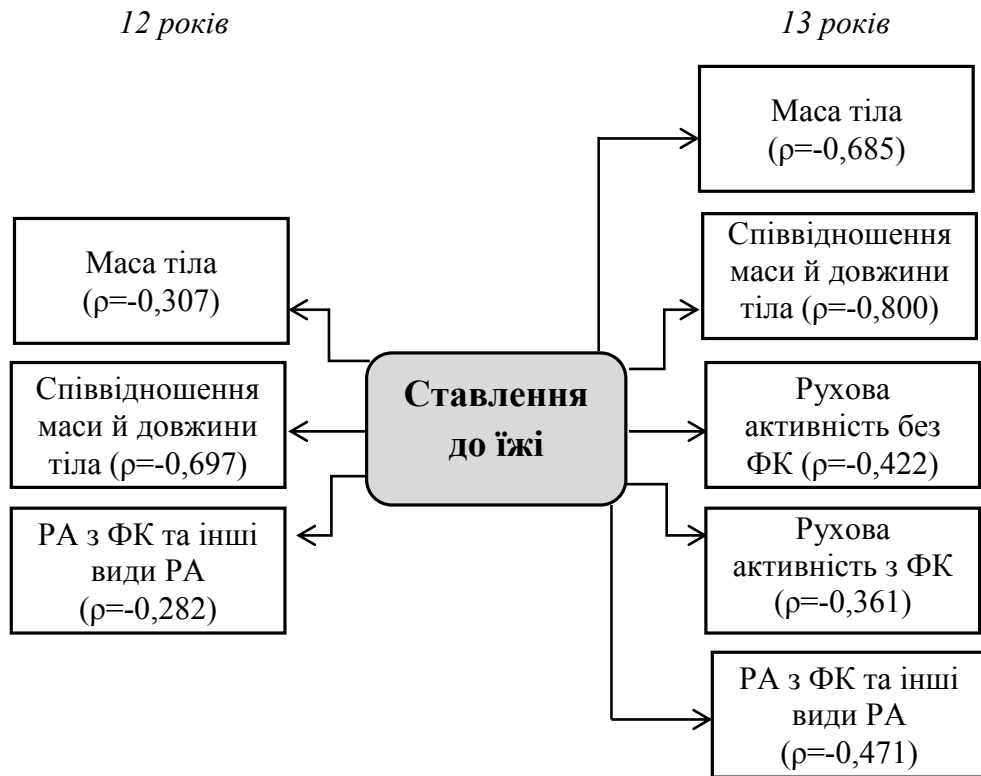 12 років
13 років
Маса тіла
(ρ=-0,307)
Співвідношення
маси й довжини
тіла (ρ=-0,697)
РА з ФК та інші
види РА
(ρ=-0,282)
Ставлення
до їжі
Маса тіла
(ρ=-0,685)
Співвідношення
маси й довжини
тіла (ρ=-0,800)
Рухова
активність без
ФК (ρ=-0,422)
Рухова
активність з ФК
(ρ=-0,361)
РА з ФК та інші
види РА
(ρ=-0,471)